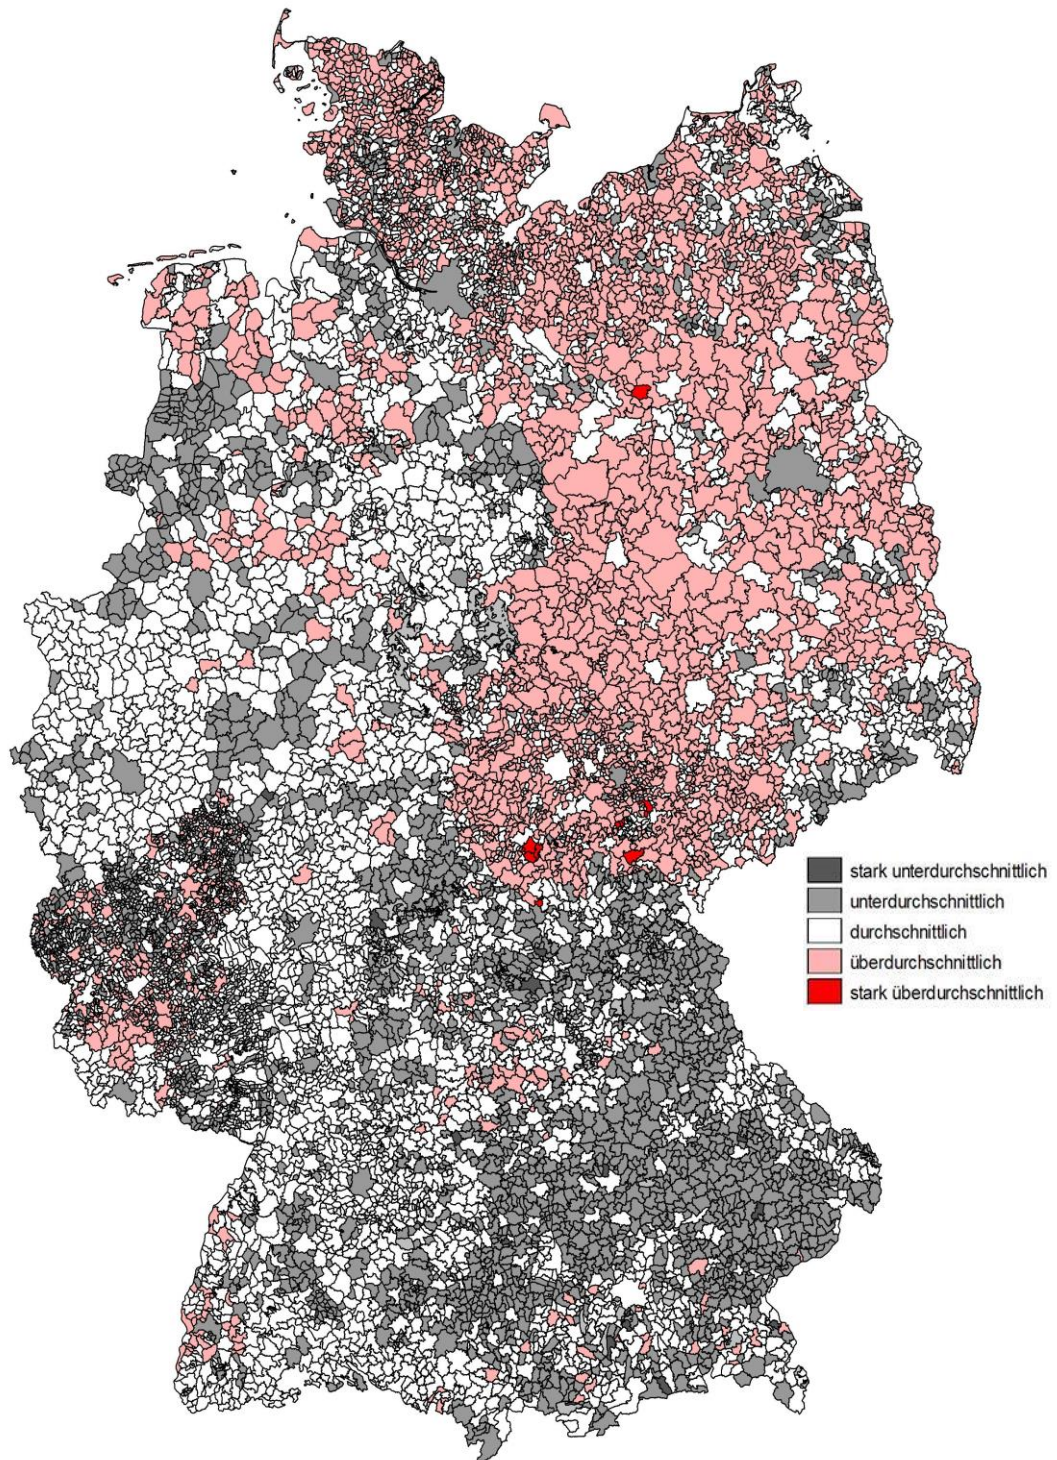 stark unterdurchschnittlich
unterdurchschnittlich
durchschnittlich
überdurchschnittlich
stark überdurchschnittlich